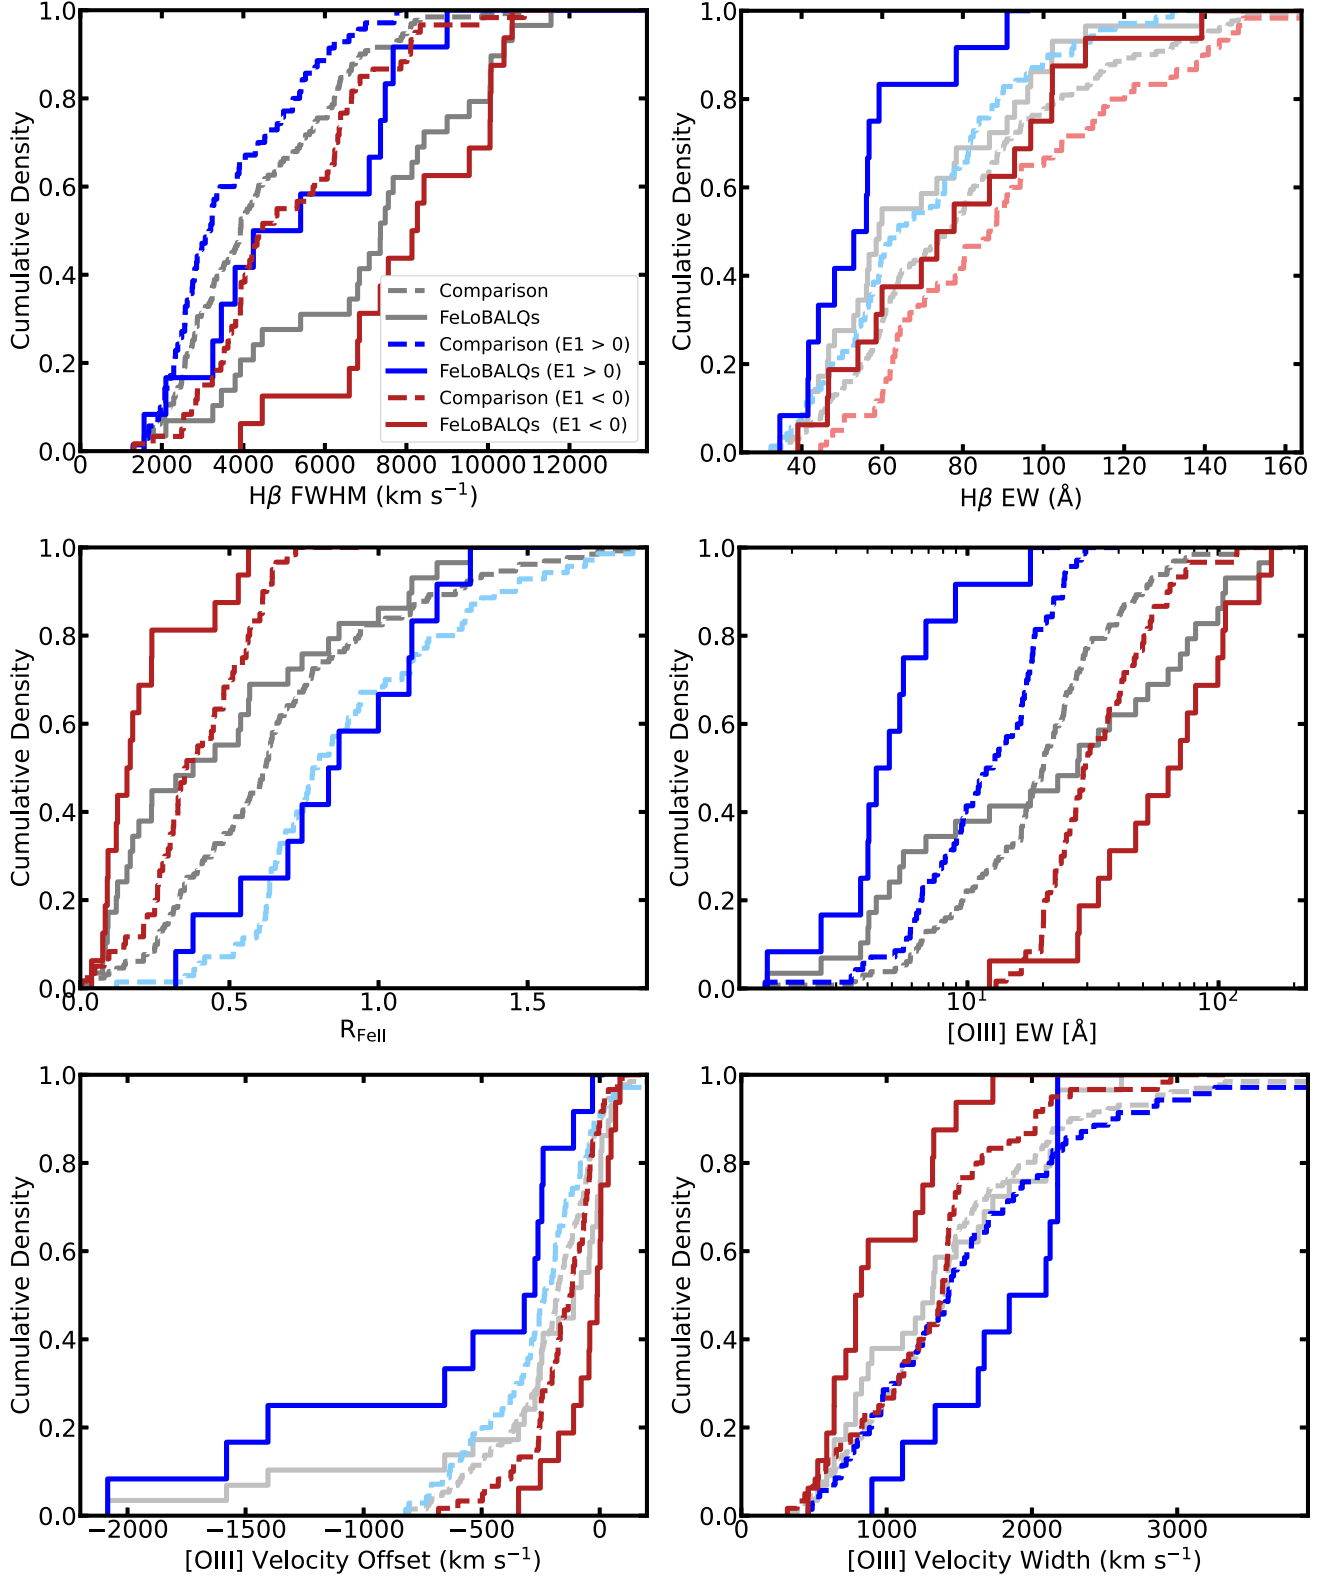 1.0
0.8
0.6
0.4
0.2
0.0
Cumulative Density
0 2000 4000 6000 8000 10000 12000
Hβ FWHM (km s⁻¹)
Comparison
FeLoBALQs
Comparison (E1 > 0)
FeLoBALQs (E1 > 0)
Comparison (E1 < 0)
FeLoBALQs (E1 < 0)
1.0
0.8
0.6
0.4
0.2
0.0
Cumulative Density
40 60 80 100 120 140 160
Hβ EW (Å)
1.0
0.8
0.6
0.4
0.2
0.0
Cumulative Density
0.0 0.5 1.0 1.5
R_FeII
1.0
0.8
0.6
0.4
0.2
0.0
Cumulative Density
10¹ 10²
[OIII] EW [Å]
1.0
0.8
0.6
0.4
0.2
0.0
Cumulative Density
−2000 −1500 −1000 −500 0
[OIII] Velocity Offset (km s⁻¹)
1.0
0.8
0.6
0.4
0.2
0.0
Cumulative Density
0 1000 2000 3000
[OIII] Velocity Width (km s⁻¹)